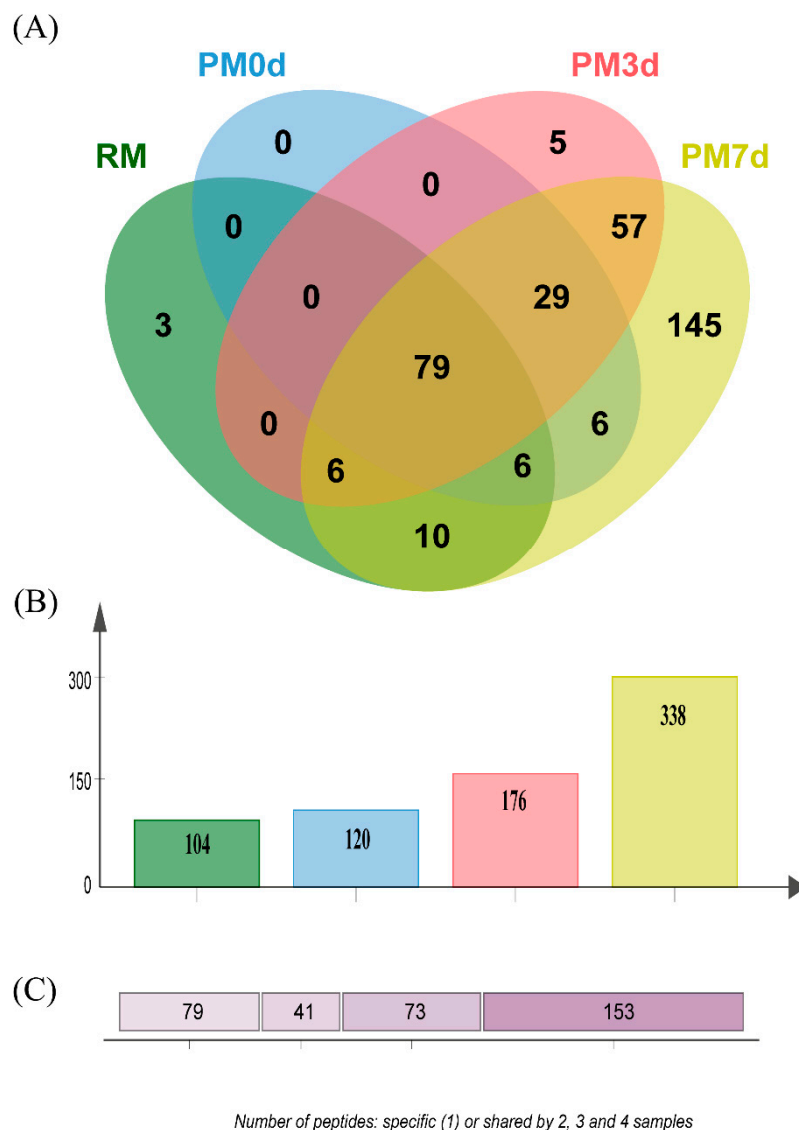 (A)
PM0d PM3d
RM PM7d
0 5
0
0 57
0 29
3 145
79
0 6
6 6
10
(B)
300
338
150
176
104 120
0
(C)
79 41 73 153
Number of peptides: specific (1) or shared by 2, 3 and 4 samples